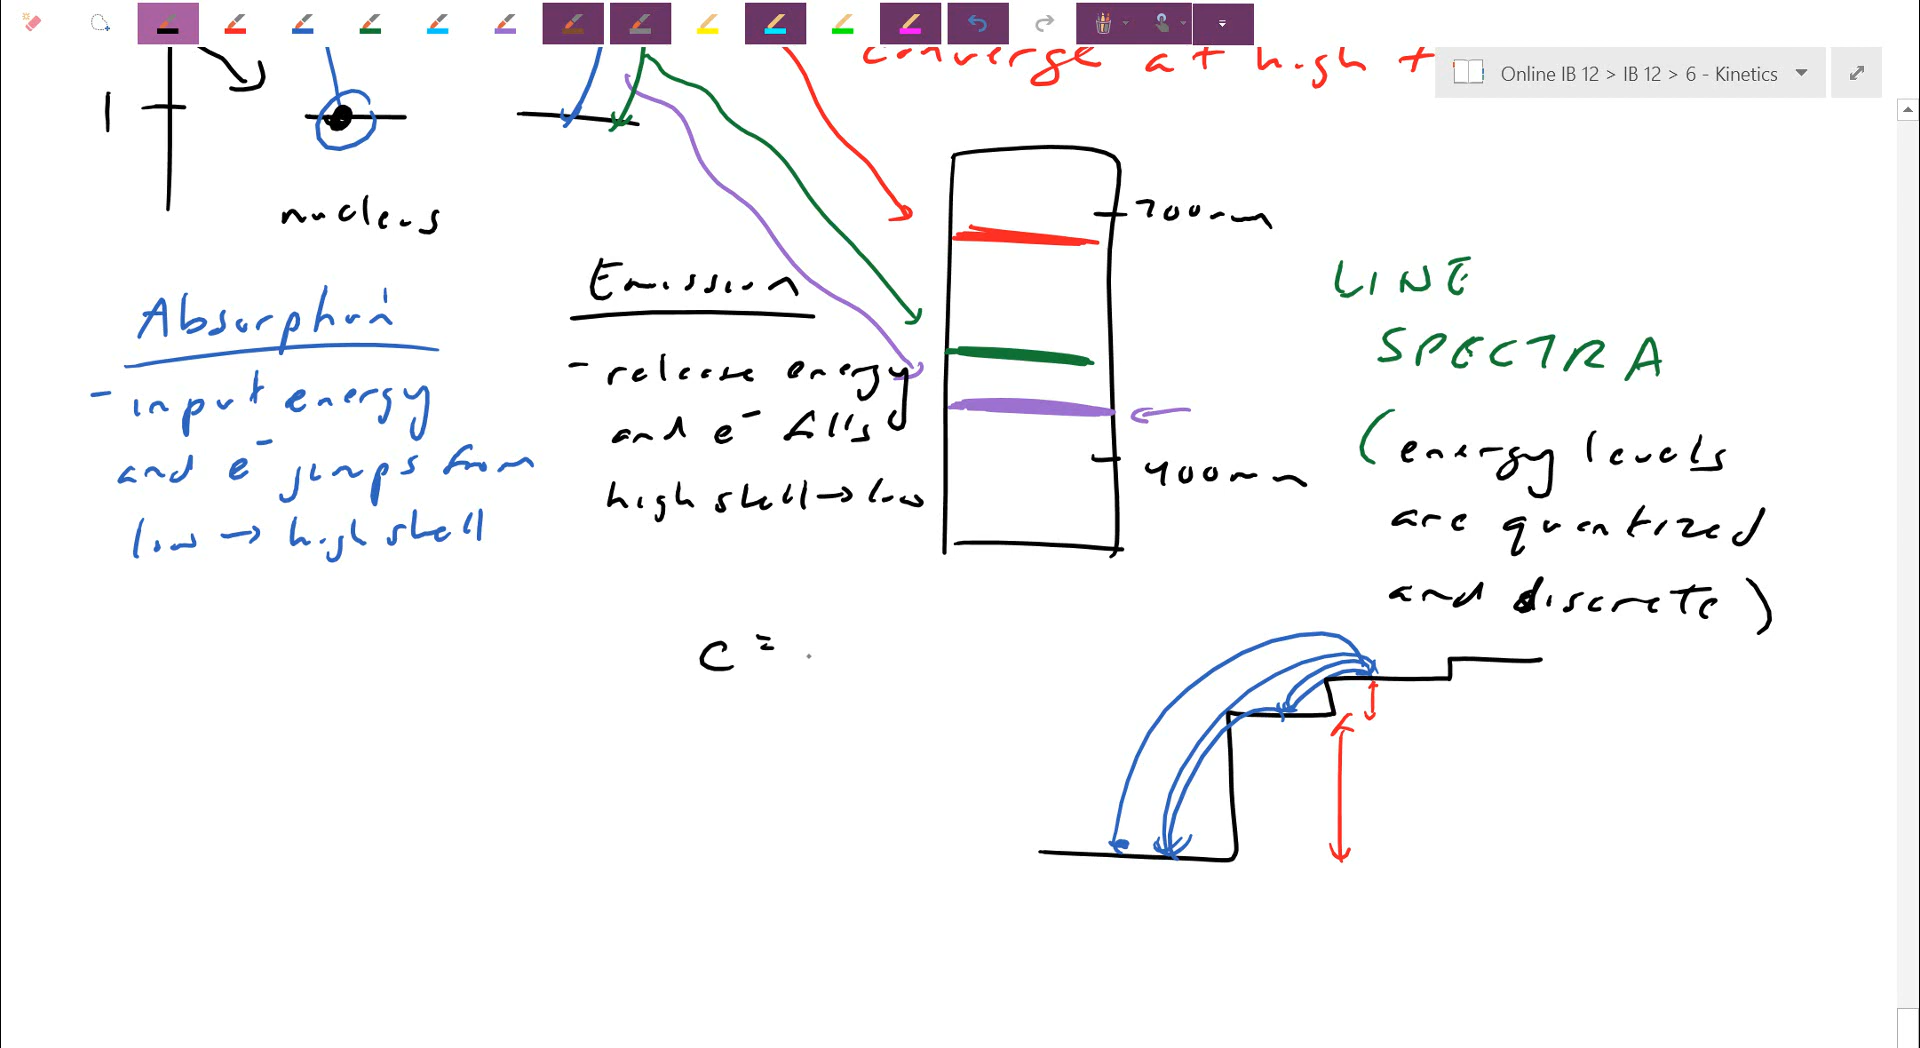 converge at high
Online IB 12 > IB 12 > 6 - Kinetics
1
nucleus
700nm
Emission
LINE
SPECTRA
Absorption
- input energy
and e⁻ jumps from
low → high shell
- release energy
and e⁻ falls
high shell → low
400nm
(energy levels
are quantized
and discrete)
c =